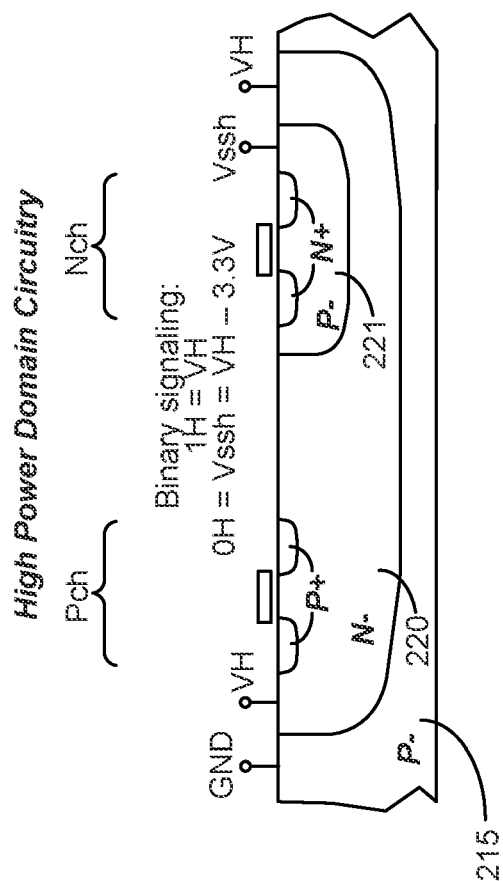 High Power Domain Circuitry
Pch
Nch
Binary signaling:
1H = VH
0H = Vssh = VH – 3.3V
GND
VH
Vssh
VH
P+
N+
P-
N-
P-
221
220
215